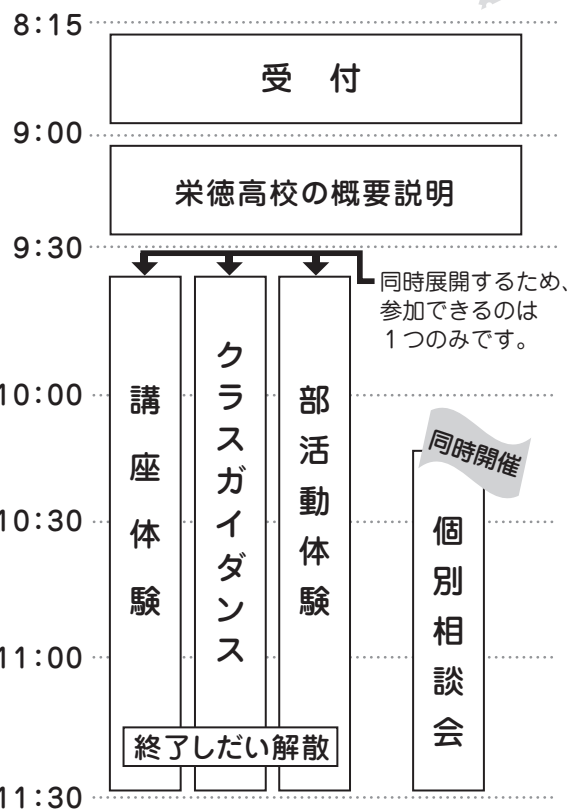 8:15
受　付
9:00
栄徳高校の概要説明
9:30
同時展開するため、
参加できるのは
１つのみです。
講座体験
クラスガイダンス
部活動体験
10:00
同時開催
個別相談会
10:30
11:00
終了しだい解散
11:30